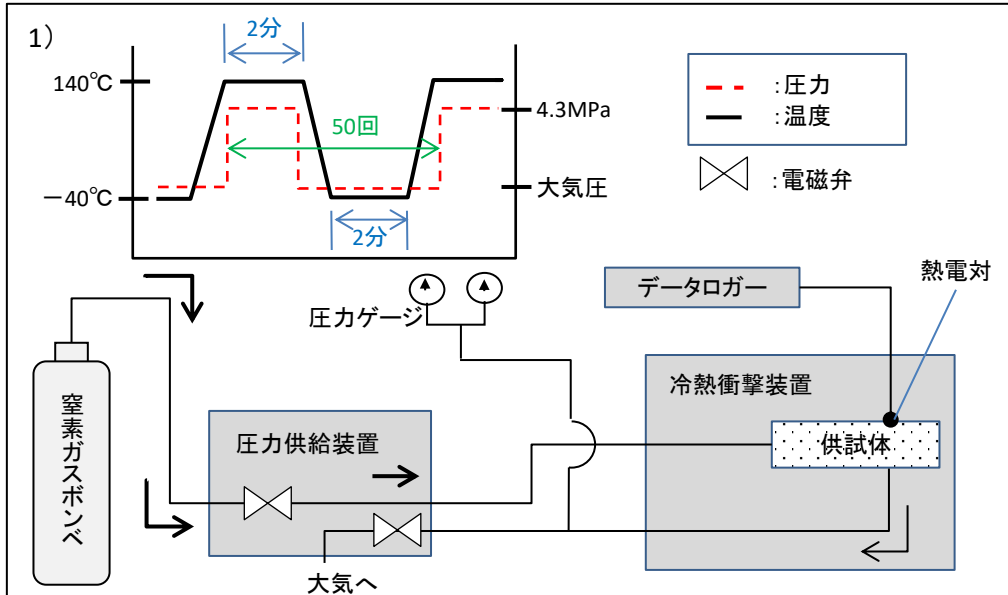 1）
2分
140℃
50回
4.3MPa
－40℃
大気圧
2分
：圧力
：温度
：電磁弁
圧力ゲージ
データロガー
熱電対
冷熱衝撃装置
供試体
窒素ガスボンベ
圧力供給装置
大気へ